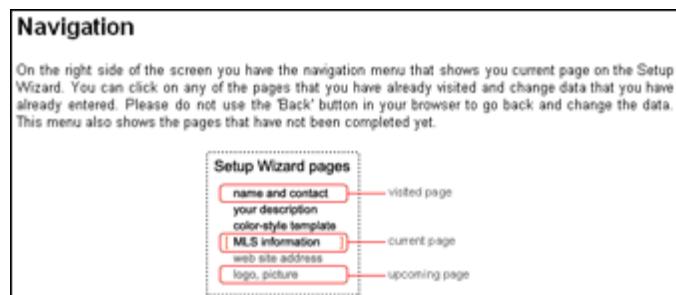 Navigation
On the right side of the screen you have the navigation menu that shows you current page on the Setup
Wizard. You can click on any of the pages that you have already visited and change data that you have
already entered. Please do not use the 'Back' button in your browser to go back and change the data.
This menu also shows the pages that have not been completed yet.
Setup Wizard pages
name and contact visited page
your description
color-style template
[ MLS information ] current page
web site address
logo, picture upcoming page